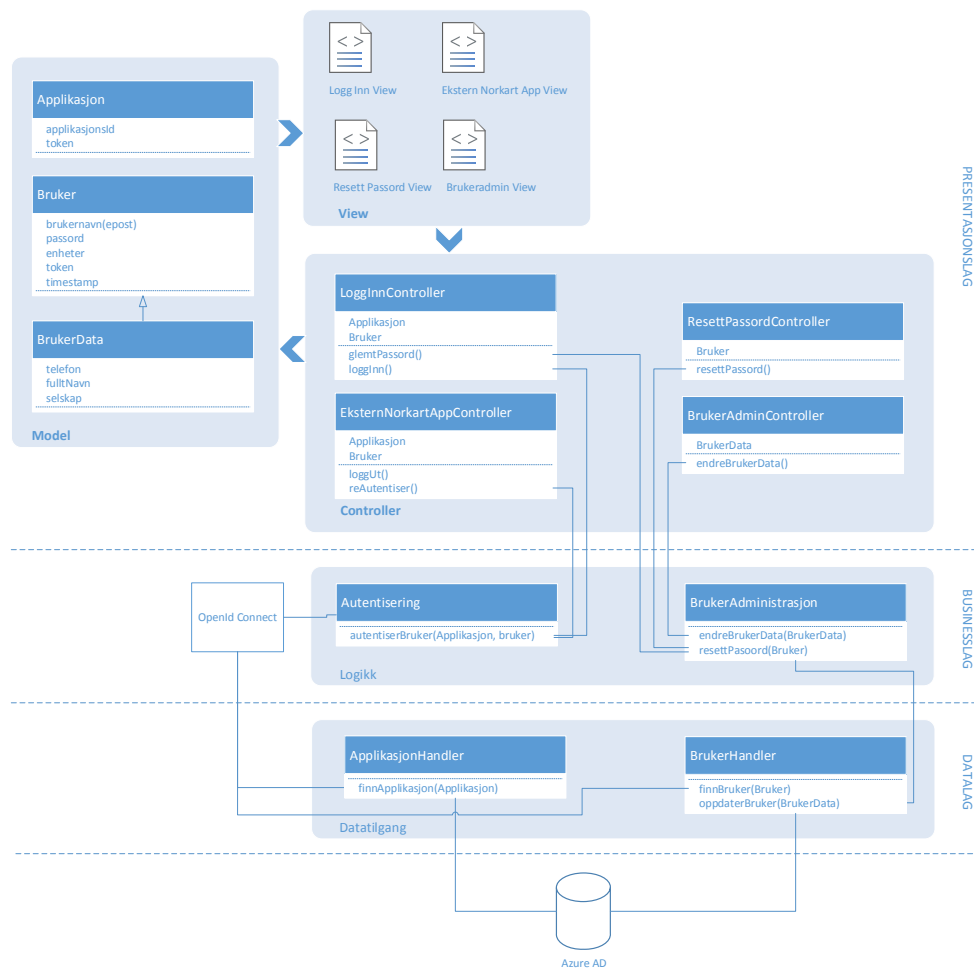 Applikasjon
applikasjonsId
token
Bruker
brukernavn(epost)
passord
enheter
token
timestamp
BrukerData
telefon
fulltNavn
selskap
Model
Logg Inn View
Ekstern Norkart App View
Resett Passord View
Brukeradmin View
View
LoggInnController
Applikasjon
Bruker
glemtPassord()
loggInn()
EksternNorkartAppController
Applikasjon
Bruker
loggUt()
reAutentiser()
Controller
ResettPassordController
Bruker
resettPassord()
BrukerAdminController
BrukerData
endreBrukerData()
PRESENTASJONSLAG
OpenId Connect
Autentisering
autentiserBruker(Applikasjon, bruker)
Logikk
BrukerAdministrasjon
endreBrukerData(BrukerData)
resettPasoord(Bruker)
BUSINESSLAG
ApplikasjonHandler
finnApplikasjon(Applikasjon)
Datatilgang
BrukerHandler
finnBruker(Bruker)
oppdaterBruker(BrukerData)
DATALAG
Azure AD